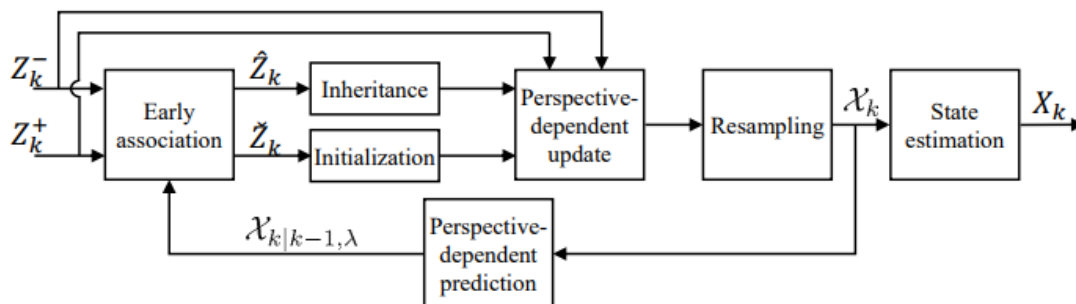 Z_k^-
Z_k^+
Early
association
Ẑ_k
Ž_k
Inheritance
Initialization
Perspective-
dependent
update
Resampling
𝒳_k
State
estimation
X_k
𝒳_{k|k−1,λ}
Perspective-
dependent
prediction